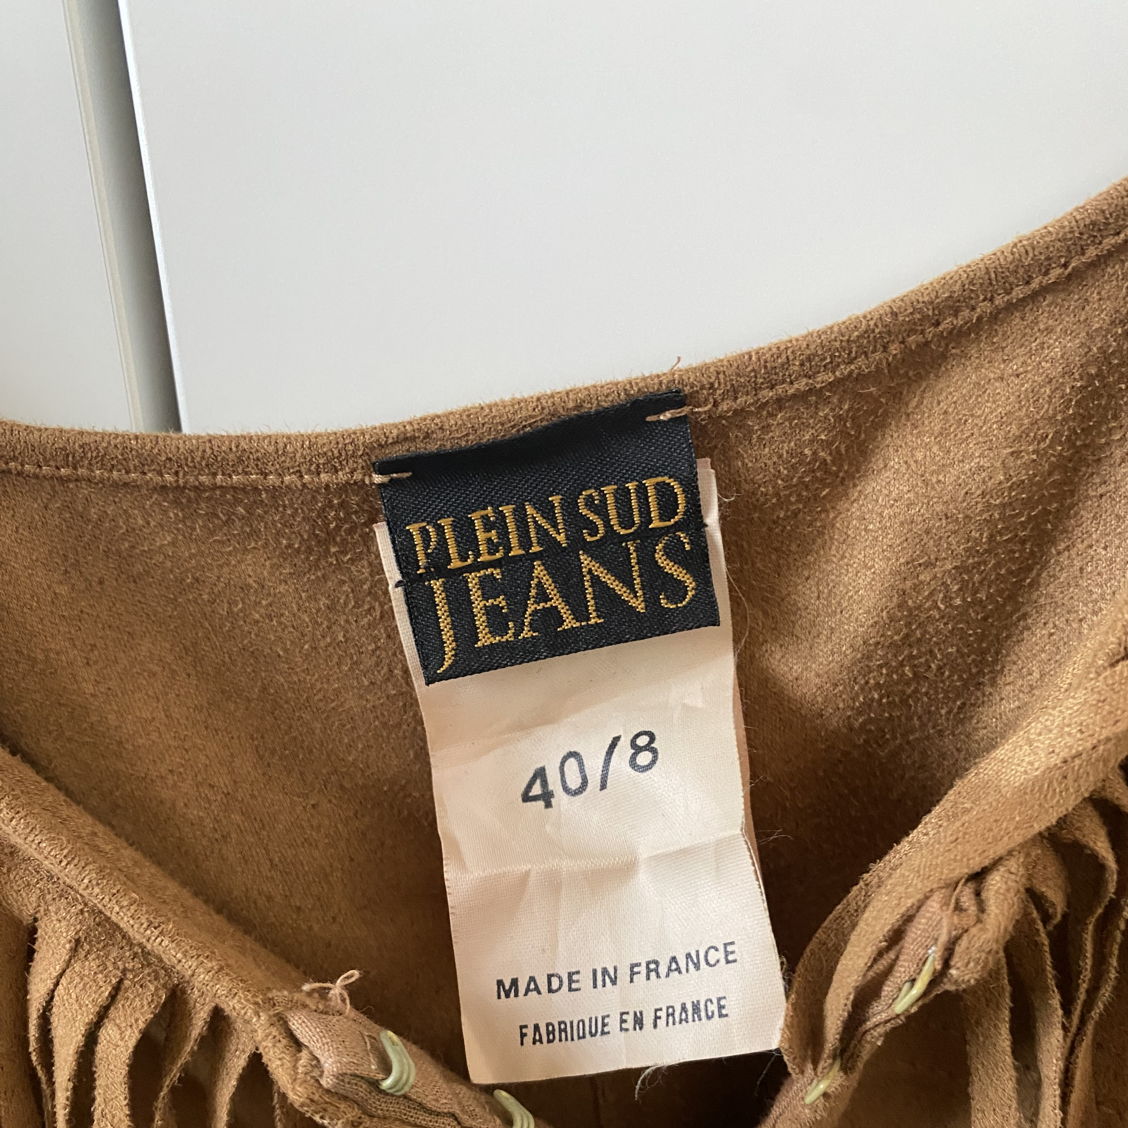 PLEIN SUD
JEANS
40/8
MADE IN FRANCE
FABRIQUE EN FRANCE